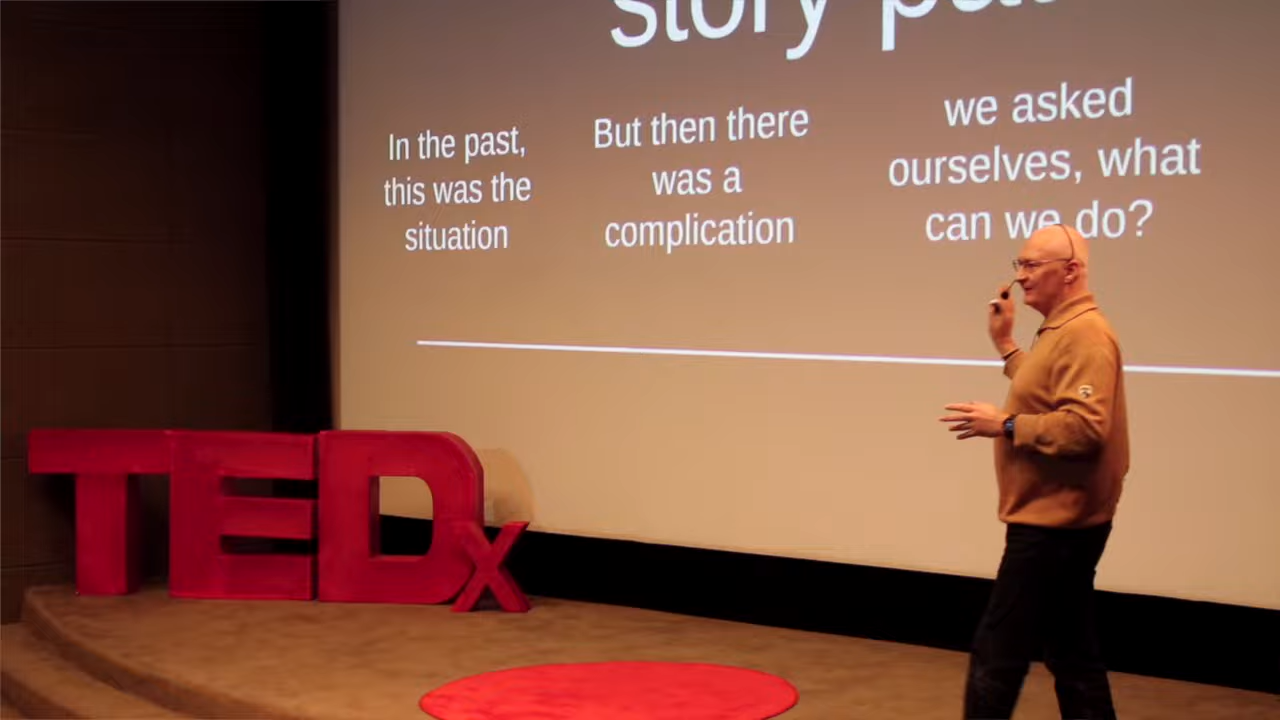 story
In the past,
this was the
situation
But then there
was a
complication
we asked
ourselves, what
can we do?
TEDx